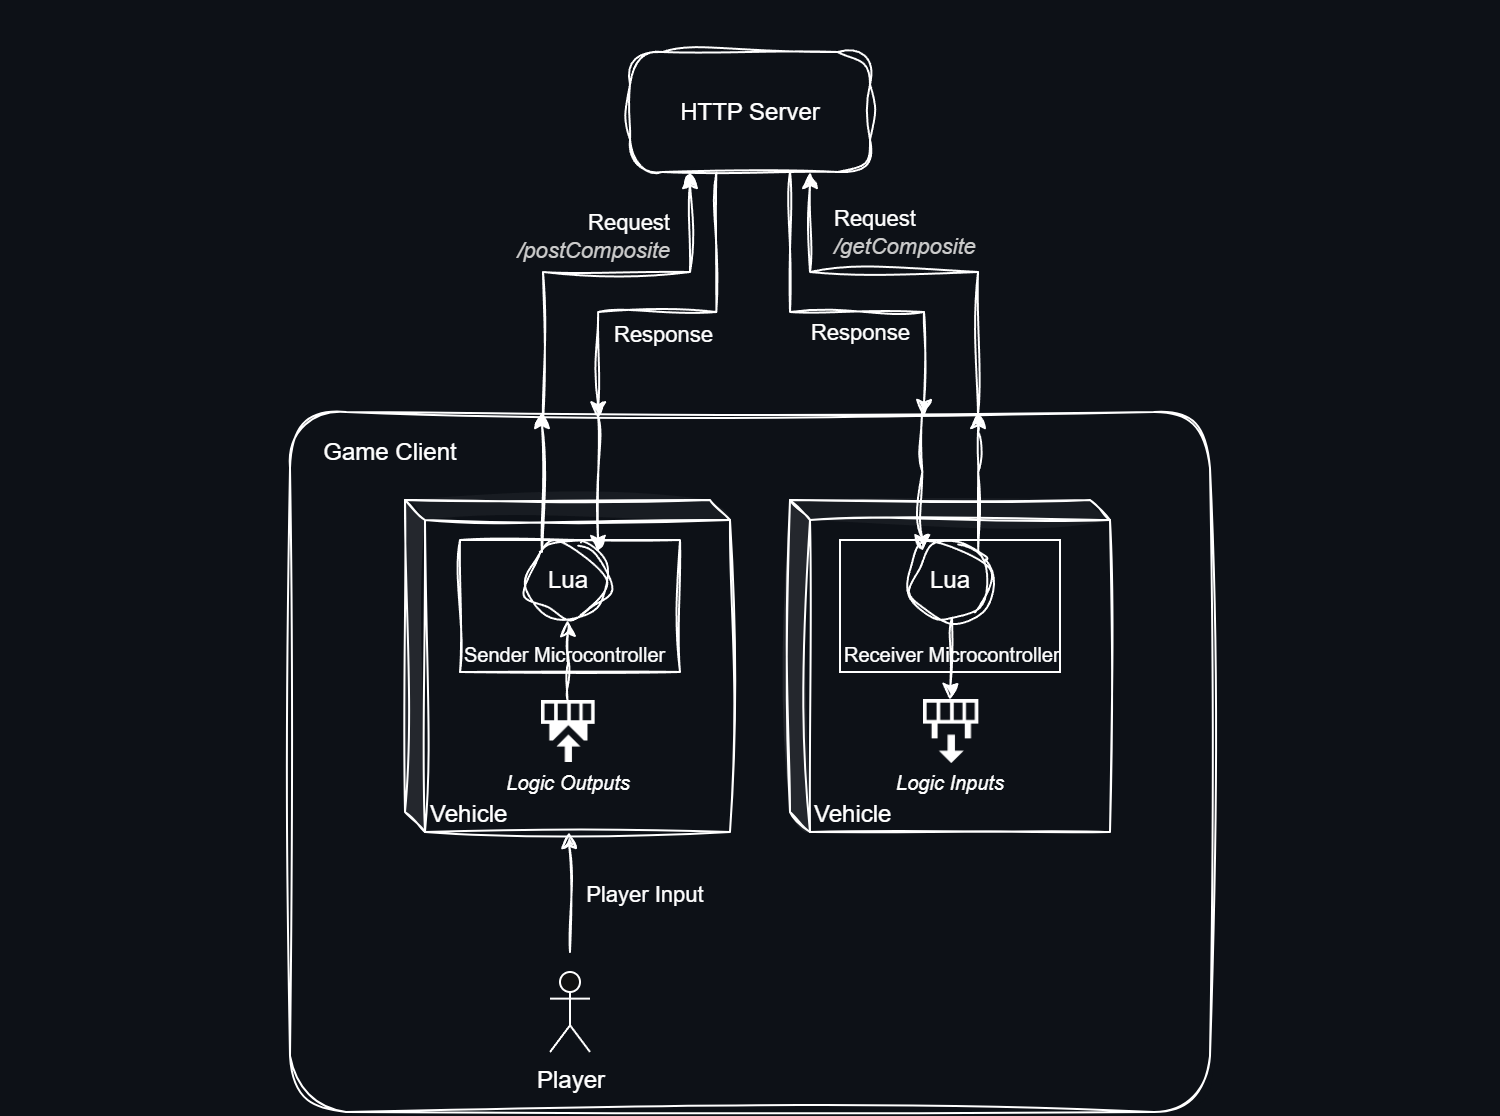 HTTP Server
Request
/postComposite
Request
/getComposite
Response
Response
Game Client
Lua
Sender Microcontroller
Logic Outputs
Vehicle
Lua
Receiver Microcontroller
Logic Inputs
Vehicle
Player Input
Player